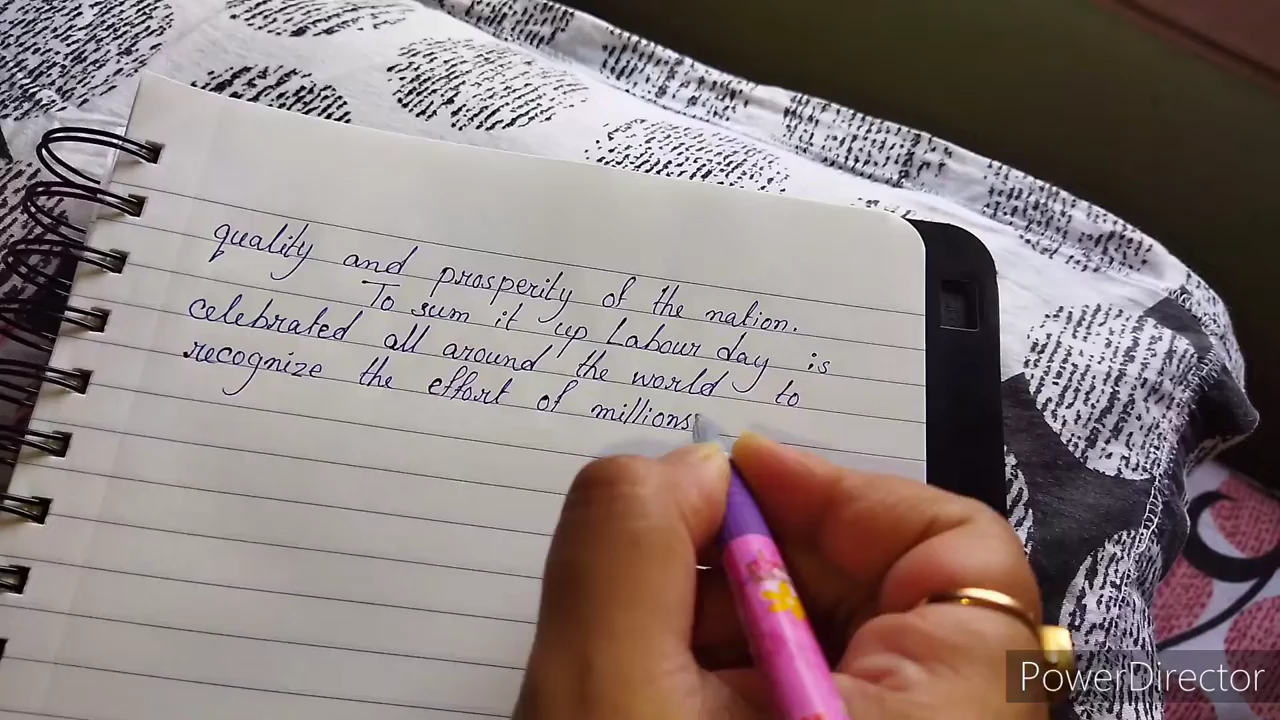 quality and prosperity of the nation.
To sum it up Labour day is
celebrated all around the world to
recognize the effort of millions
PowerDirector